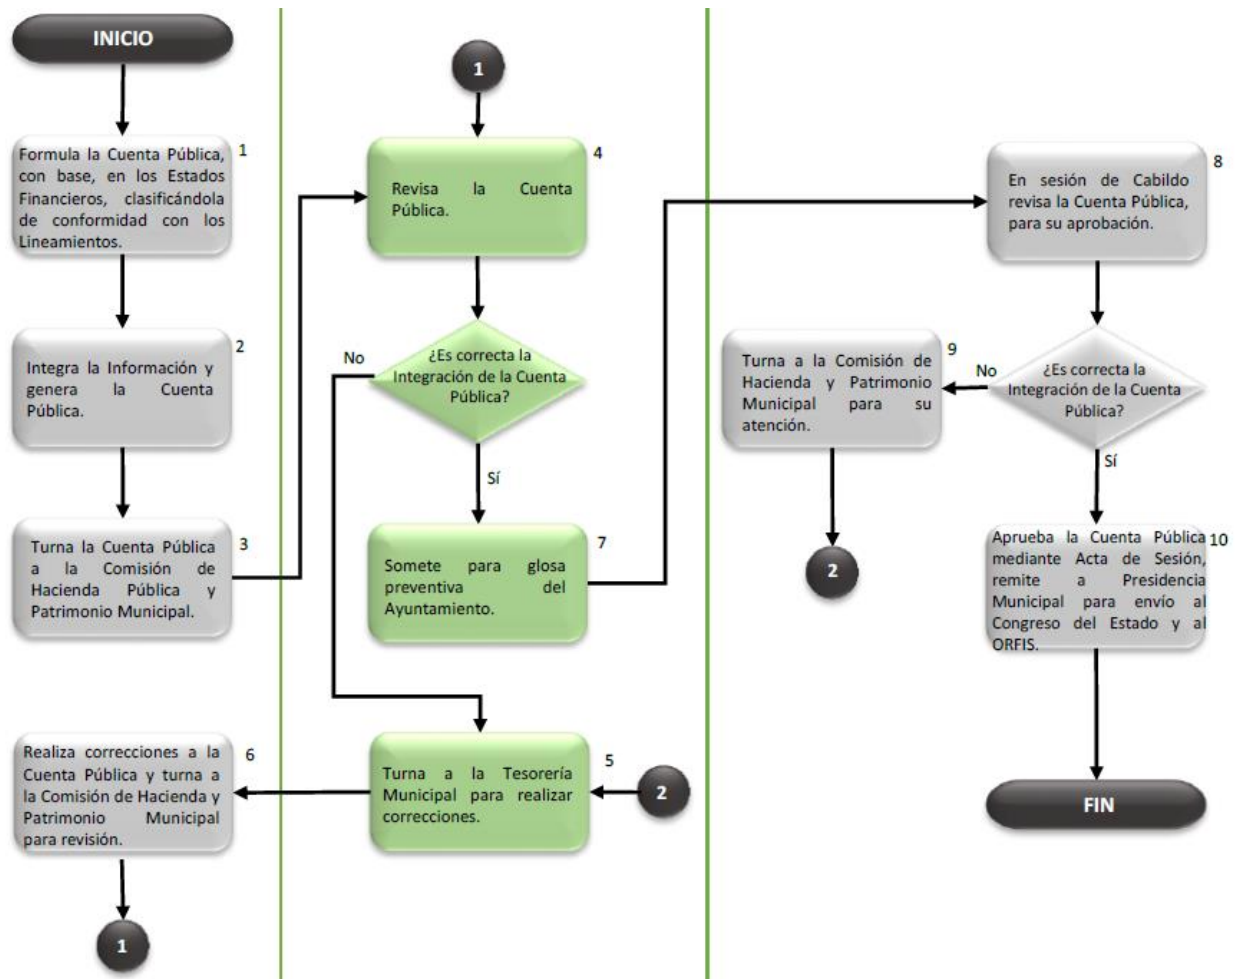 INICIO
1
Formula la Cuenta Pública,
con base, en los Estados
Financieros, clasificándola
de conformidad con los
Lineamientos.
2
Integra la Información y
genera la Cuenta
Pública.
3
Turna la Cuenta Pública
a la Comisión de
Hacienda Pública y
Patrimonio Municipal.
6
Realiza correcciones a la
Cuenta Pública y turna a
la Comisión de Hacienda y
Patrimonio Municipal
para revisión.
1
1
4
Revisa la Cuenta
Pública.
No
¿Es correcta la
Integración de la Cuenta
Pública?
Sí
7
Somete para glosa
preventiva del
Ayuntamiento.
5
Turna a la Tesorería
Municipal para realizar
correcciones.
2
8
En sesión de Cabildo
revisa la Cuenta Pública,
para su aprobación.
9
Turna a la Comisión de
Hacienda y Patrimonio
Municipal para su
atención.
No
¿Es correcta la
Integración de la Cuenta
Pública?
Sí
2
10
Aprueba la Cuenta Pública
mediante Acta de Sesión,
remite a Presidencia
Municipal para envío al
Congreso del Estado y al
ORFIS.
FIN